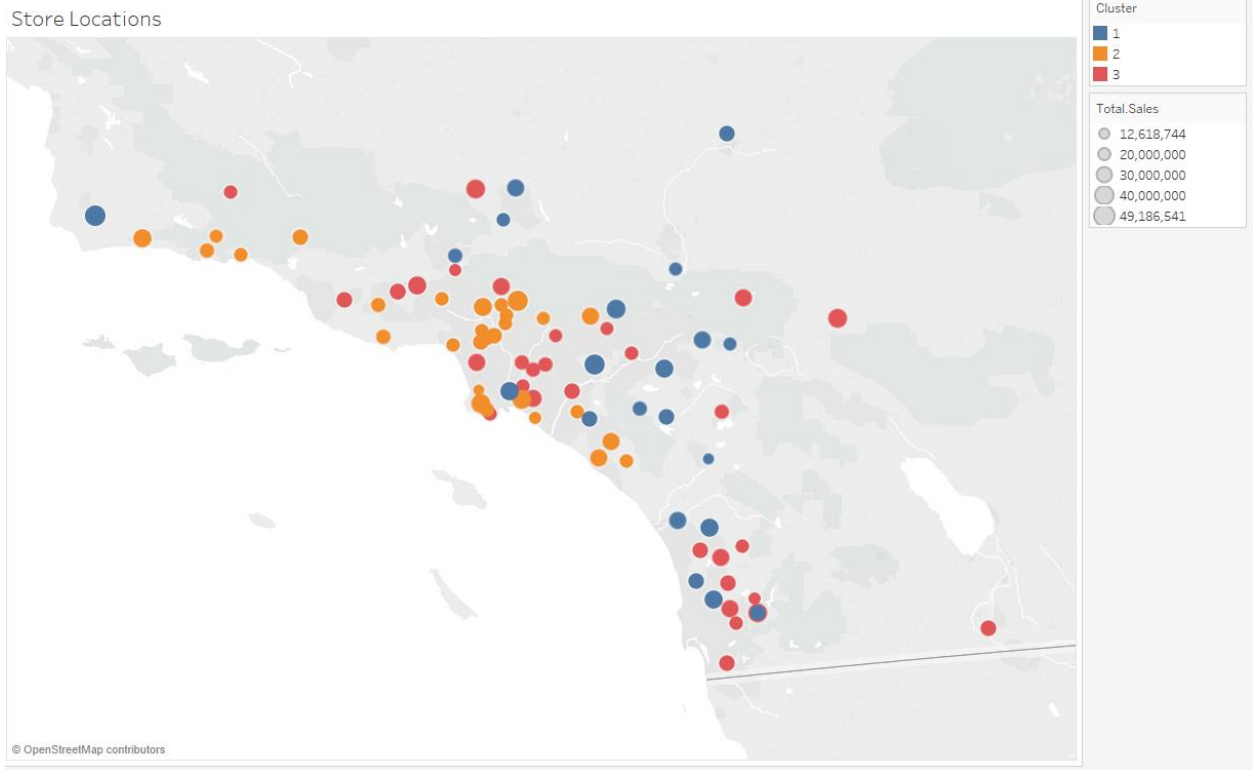 Store Locations
Cluster
1
2
3
Total.Sales
12,618,744
20,000,000
30,000,000
40,000,000
49,186,541
© OpenStreetMap contributors